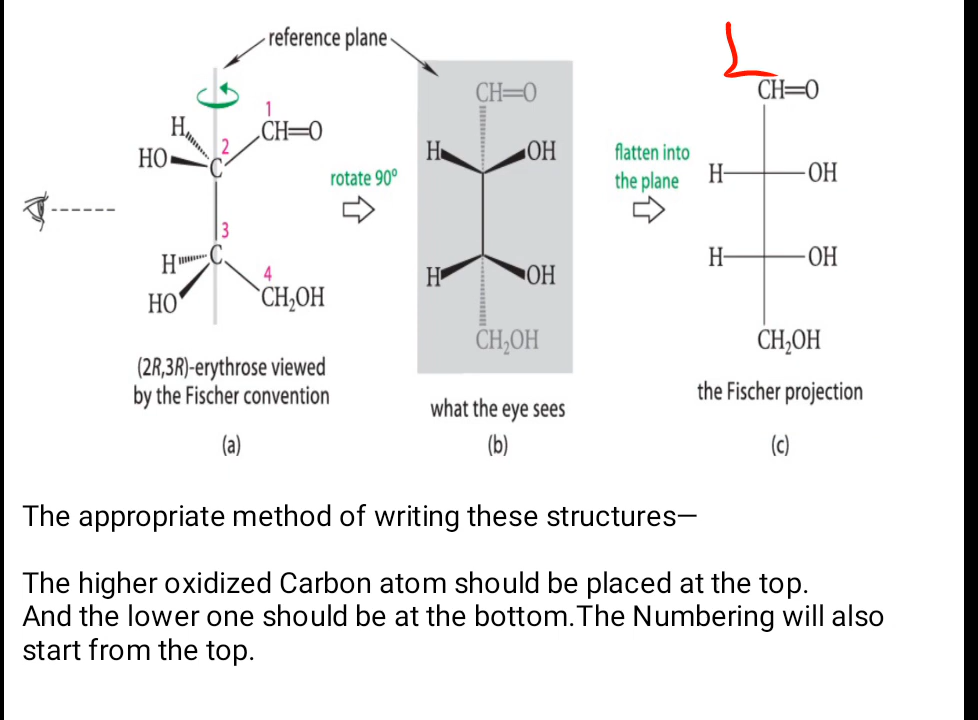 reference plane
1
H
CH=O
2
HO
C
3
H
C
4
HO
CH₂OH
(2R,3R)-erythrose viewed
by the Fischer convention
(a)
rotate 90°
CH=O
H
OH
H
OH
CH₂OH
what the eye sees
(b)
flatten into
the plane
CH=O
H
OH
H
OH
CH₂OH
the Fischer projection
(c)
The appropriate method of writing these structures—
The higher oxidized Carbon atom should be placed at the top.
And the lower one should be at the bottom.The Numbering will also
start from the top.